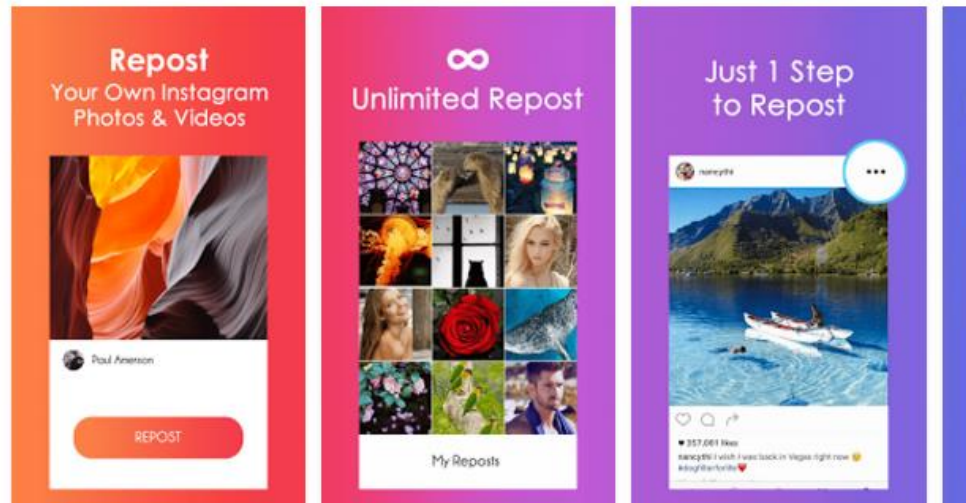 Repost
Your Own Instagram
Photos & Videos
Paul Amerson
REPOST
Unlimited Repost
My Reposts
Just 1 Step
to Repost
nancythi
357,061 likes
nancythi I wish I was back in Vegas right now
#dogfilterforlife